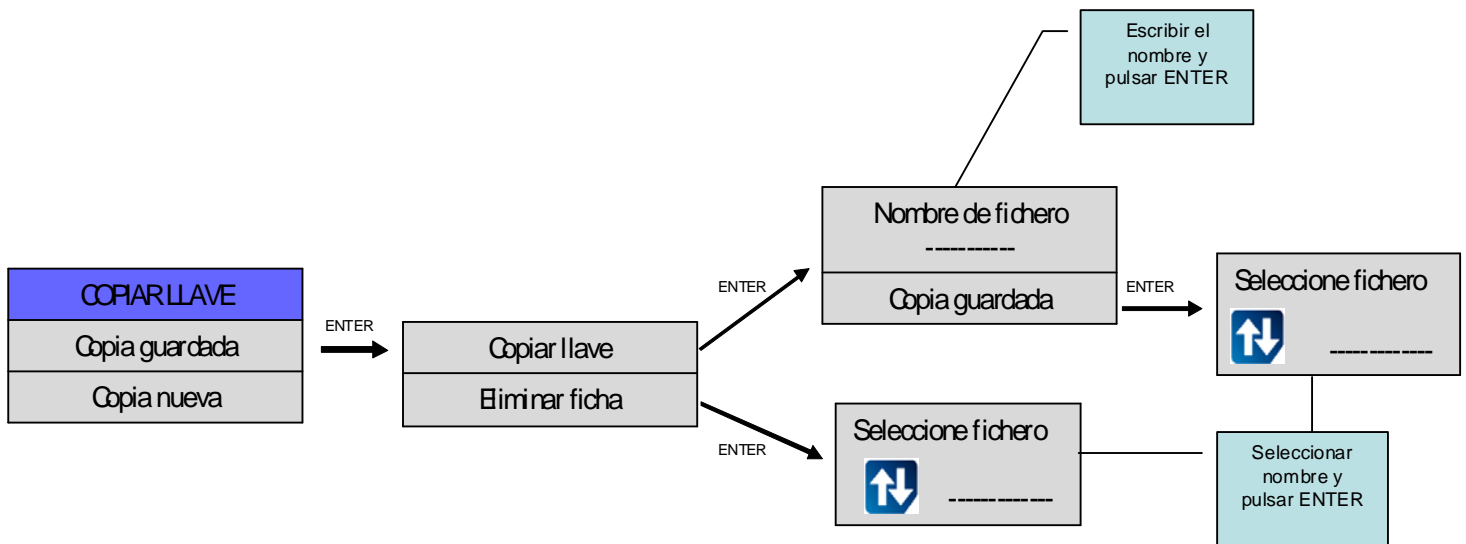 Escribir el
nombre y
pulsar ENTER
Nombre de fichero
-----------
Copia guardada
COPIAR LLAVE
Copia guardada
Copia nueva
ENTER
Copiar llave
Eliminar ficha
ENTER
ENTER
ENTER
Seleccione fichero
-------------
Seleccione fichero
-------------
Seleccionar
nombre y
pulsar ENTER